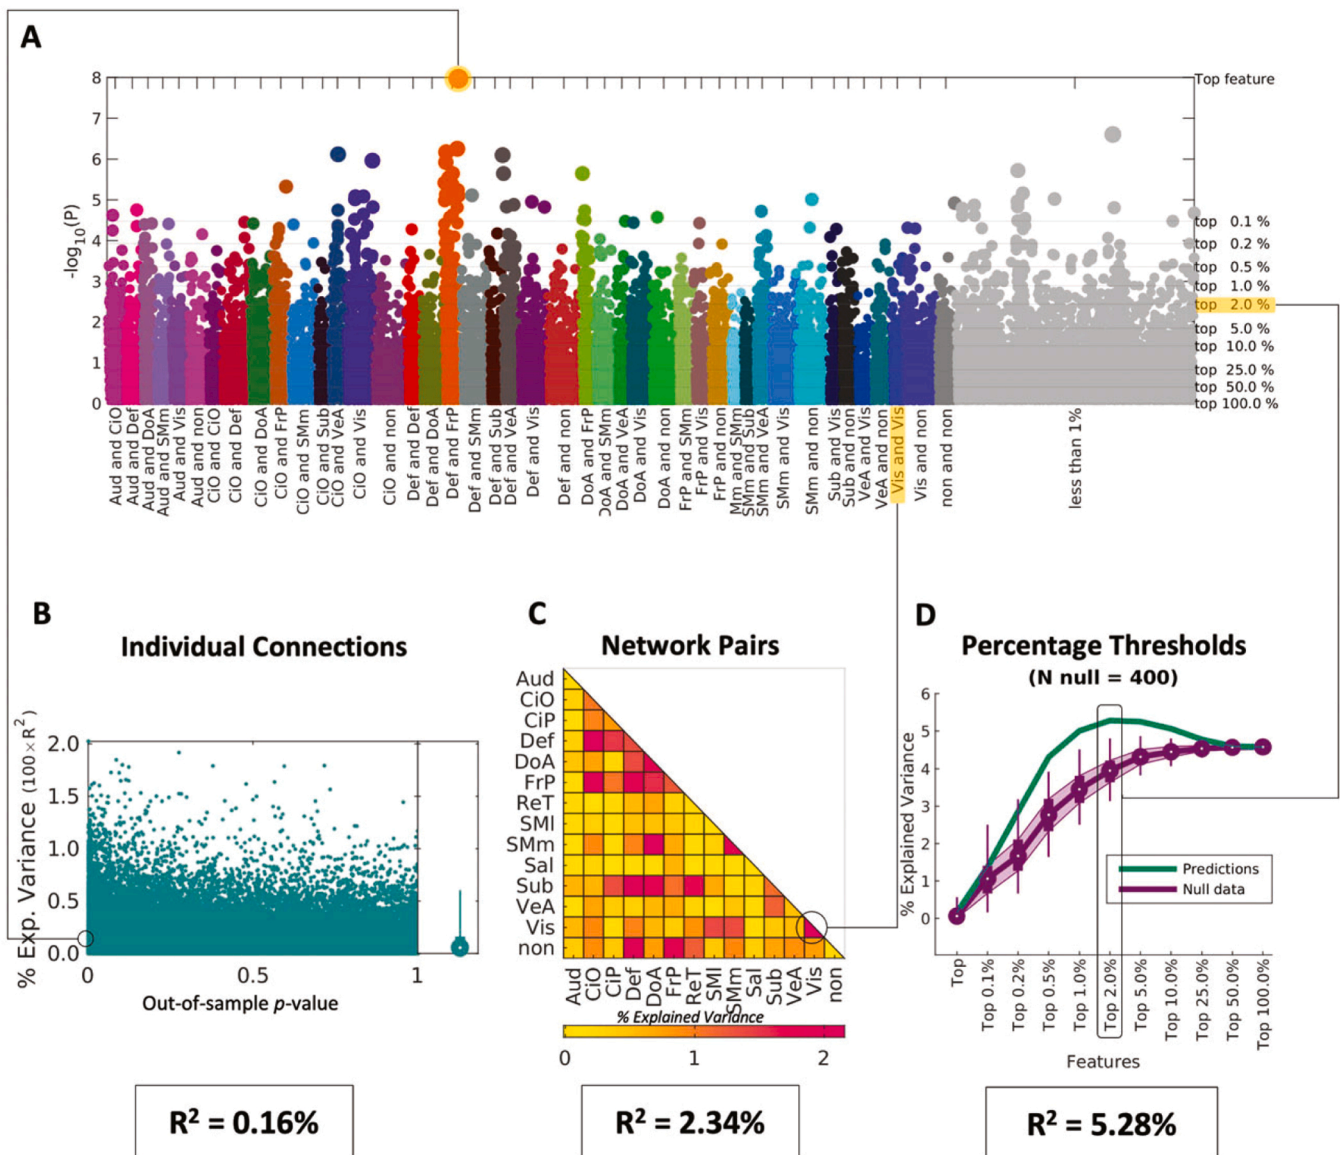 A
8
7
6
5
4
3
2
1
0
-log10(P)
Top feature
top 0.1 %
top 0.2 %
top 0.5 %
top 1.0 %
top 2.0 %
top 5.0 %
top 10.0 %
top 25.0 %
top 50.0 %
top 100.0 %
Aud and CiO
Aud and Def
Aud and DoA
Aud and SMm
Aud and Vis
Aud and non
CiO and CiO
CiO and Def
CiO and DoA
CiO and FrP
CiO and SMm
CiO and Sub
CiO and VeA
CiO and Vis
CiO and non
Def and Def
Def and DoA
Def and FrP
Def and SMm
Def and Sub
Def and VeA
Def and Vis
Def and non
DoA and FrP
DoA and SMm
DoA and VeA
DoA and Vis
DoA and non
FrP and SMm
FrP and Vis
FrP and non
Mm and SMm
SMm and Sub
SMm and VeA
SMm and Vis
SMm and non
Sub and Vis
Sub and non
VeA and Vis
VeA and non
Vis and Vis
Vis and non
non and non
less than 1%
B
Individual Connections
% Exp. Variance (100×R²)
2.0
1.5
1.0
0.5
0.0
0
0.5
1
Out-of-sample p-value
R² = 0.16%
C
Network Pairs
Aud
CiO
CiP
Def
DoA
FrP
ReT
SMl
SMm
Sal
Sub
VeA
Vis
non
Aud
CiO
CiP
Def
DoA
FrP
ReT
SMl
SMm
Sal
Sub
VeA
Vis
non
% Explained Variance
0
1
2
R² = 2.34%
D
Percentage Thresholds
(N null = 400)
% Explained Variance
6
5
4
3
2
1
0
Predictions
Null data
Top
Top 0.1%
Top 0.2%
Top 0.5%
Top 1.0%
Top 2.0%
Top 5.0%
Top 10.0%
Top 25.0%
Top 50.0%
Top 100.0%
Features
R² = 5.28%